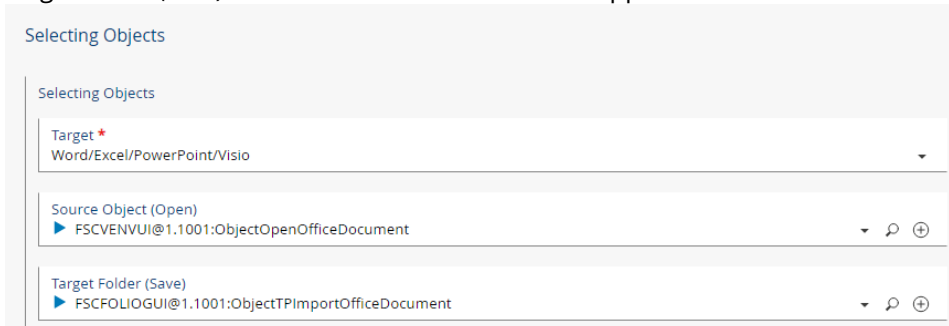 Selecting Objects
Selecting Objects
Target *
Word/Excel/PowerPoint/Visio
Source Object (Open)
FSCVENVUI@1.1001:ObjectOpenOfficeDocument
Target Folder (Save)
FSCFOLIOGUI@1.1001:ObjectTPImportOfficeDocument